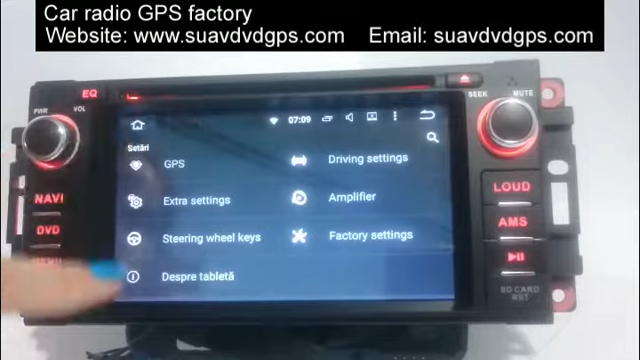 Car radio GPS factory
Website: www.suavdvdgps.com Email: suavdvdgps.com
EQ
PWR
VOL
SEEK
MUTE
07:09
Setări
GPS
Driving settings
Extra settings
Amplifier
Steering wheel keys
Factory settings
Despre tabletă
NAVI
DVD
LOUD
AMS
SD CARD
RST